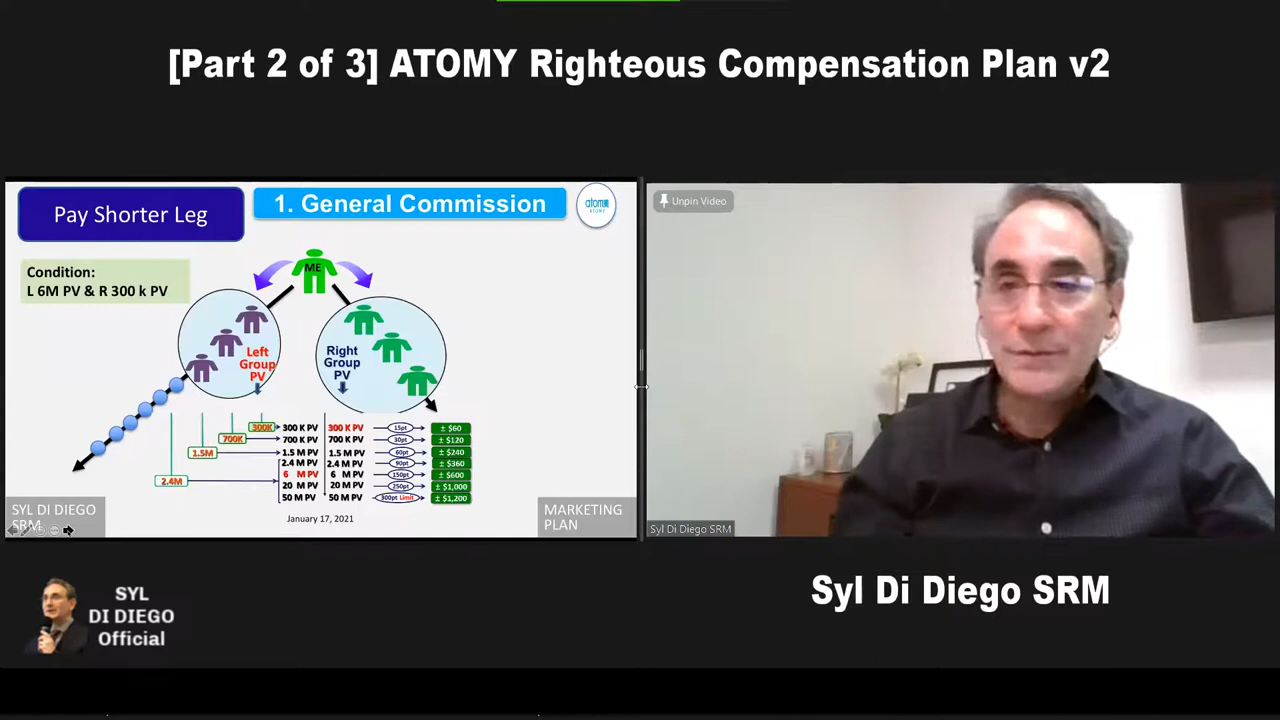 [Part 2 of 3] ATOMY Righteous Compensation Plan v2
Pay Shorter Leg
1. General Commission
atom
ATOMY
Condition:
L 6M PV & R 300 k PV
ME
Left
Group
PV
Right
Group
PV
300K 300 K PV 300 K PV 15pt ± $60
700K 700 K PV 700 K PV 30pt ± $120
1.5M 1.5 M PV 1.5 M PV 60pt ± $240
2.4 M PV 2.4 M PV 90pt ± $360
6 M PV 6 M PV 150pt ± $600
2.4M 20 M PV 20 M PV 250pt ± $1,000
50 M PV 50 M PV 300pt Limit ± $1,200
January 17, 2021
SYL DI DIEGO
SRM
MARKETING
PLAN
Unpin Video
Syl Di Diego SRM
SYL
DI DIEGO
Official
Syl Di Diego SRM